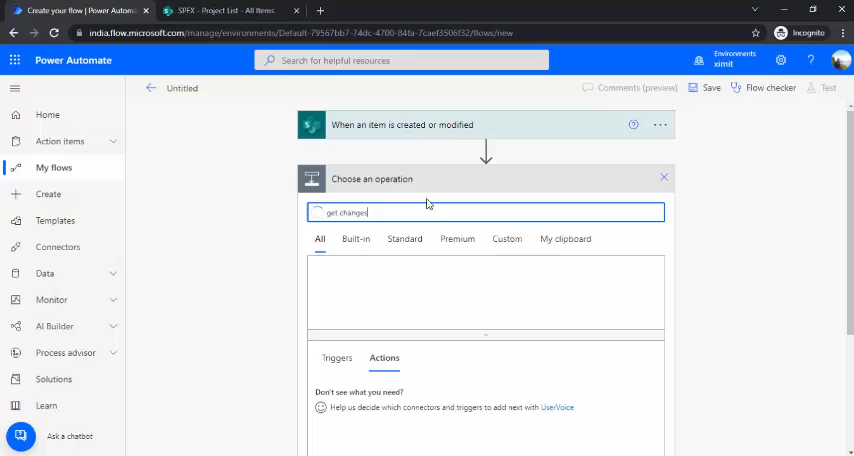 Create your flow | Power Automate
SPFX - Project List - All Items
india.flow.microsoft.com/manage/environments/Default-79567bb7-74dc-4700-84fa-7caef3506f32/flows/new
Incognito
Power Automate
Search for helpful resources
Environments
ximit
Untitled
Comments (preview)
Save
Flow checker
Test
Home
Action items
My flows
Create
Templates
Connectors
Data
Monitor
AI Builder
Process advisor
Solutions
Learn
Ask a chatbot
When an item is created or modified
Choose an operation
get changes
All
Built-in
Standard
Premium
Custom
My clipboard
Triggers
Actions
Don't see what you need?
Help us decide which connectors and triggers to add next with UserVoice